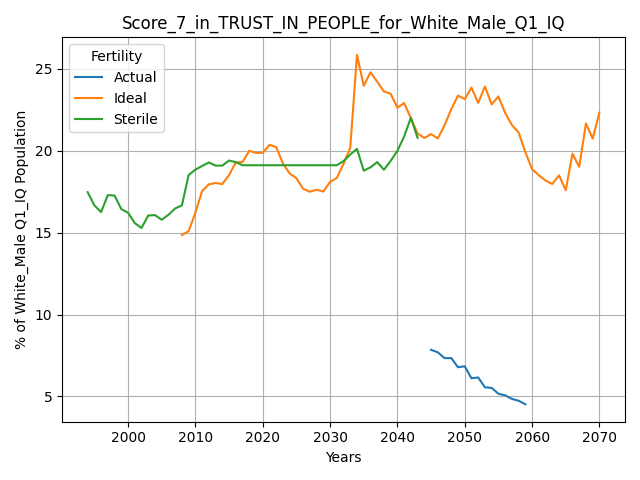 Score_7_in_TRUST_IN_PEOPLE_for_White_Male_Q1_IQ
Fertility
Actual
Ideal
Sterile
% of White_Male Q1_IQ Population
25
20
15
10
5
2000 2010 2020 2030 2040 2050 2060 2070
Years